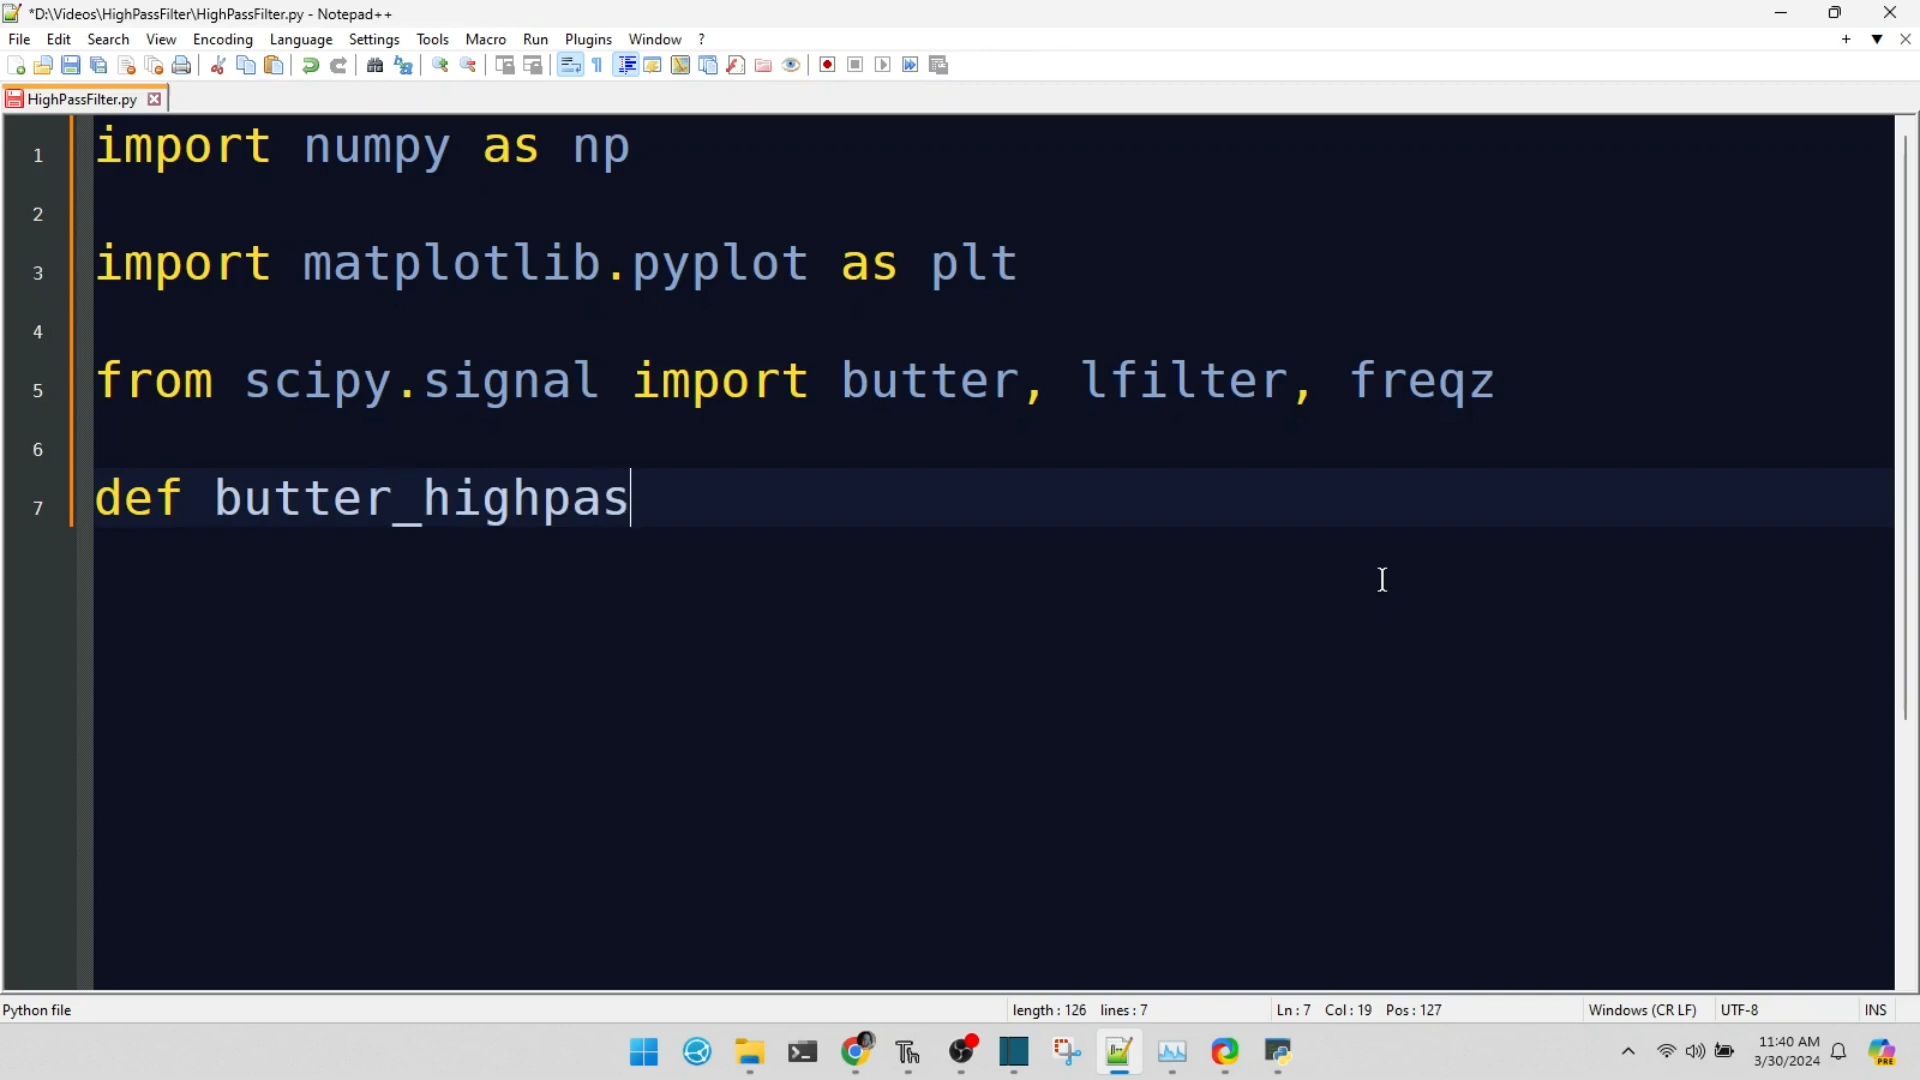 *D:\Videos\HighPassFilter\HighPassFilter.py - Notepad++
File Edit Search View Encoding Language Settings Tools Macro Run Plugins Window ?
HighPassFilter.py
1 import numpy as np
2
3 import matplotlib.pyplot as plt
4
5 from scipy.signal import butter, lfilter, freqz
6
7 def butter_highpas
Python file length : 126 lines : 7 Ln : 7 Col : 19 Pos : 127 Windows (CR LF) UTF-8 INS
11:40 AM
3/30/2024
PRE